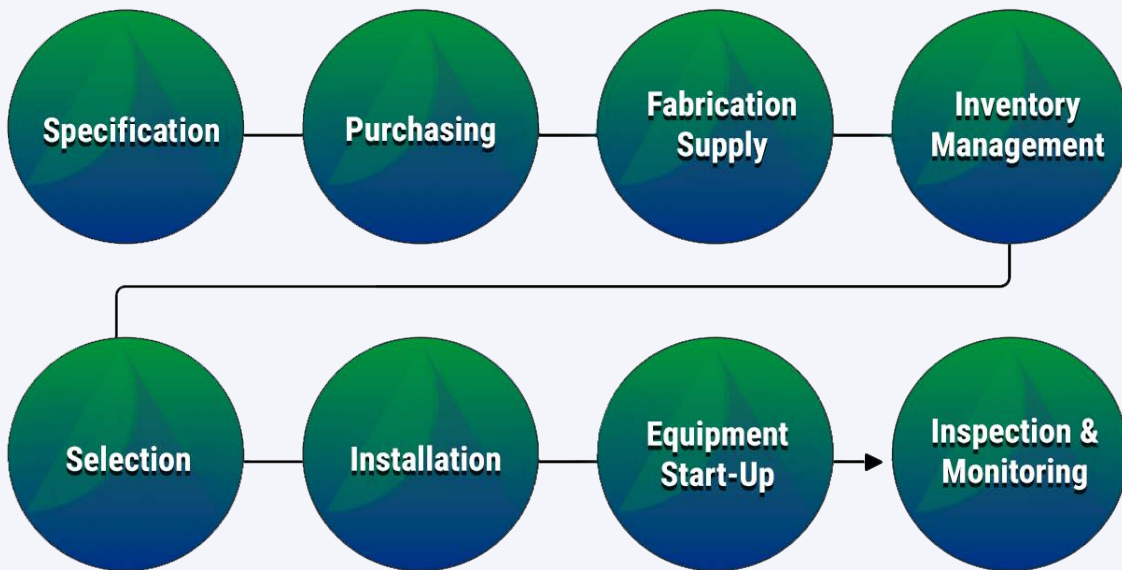 Specification
Purchasing
Fabrication
Supply
Inventory
Management
Selection
Installation
Equipment
Start-Up
Inspection &
Monitoring